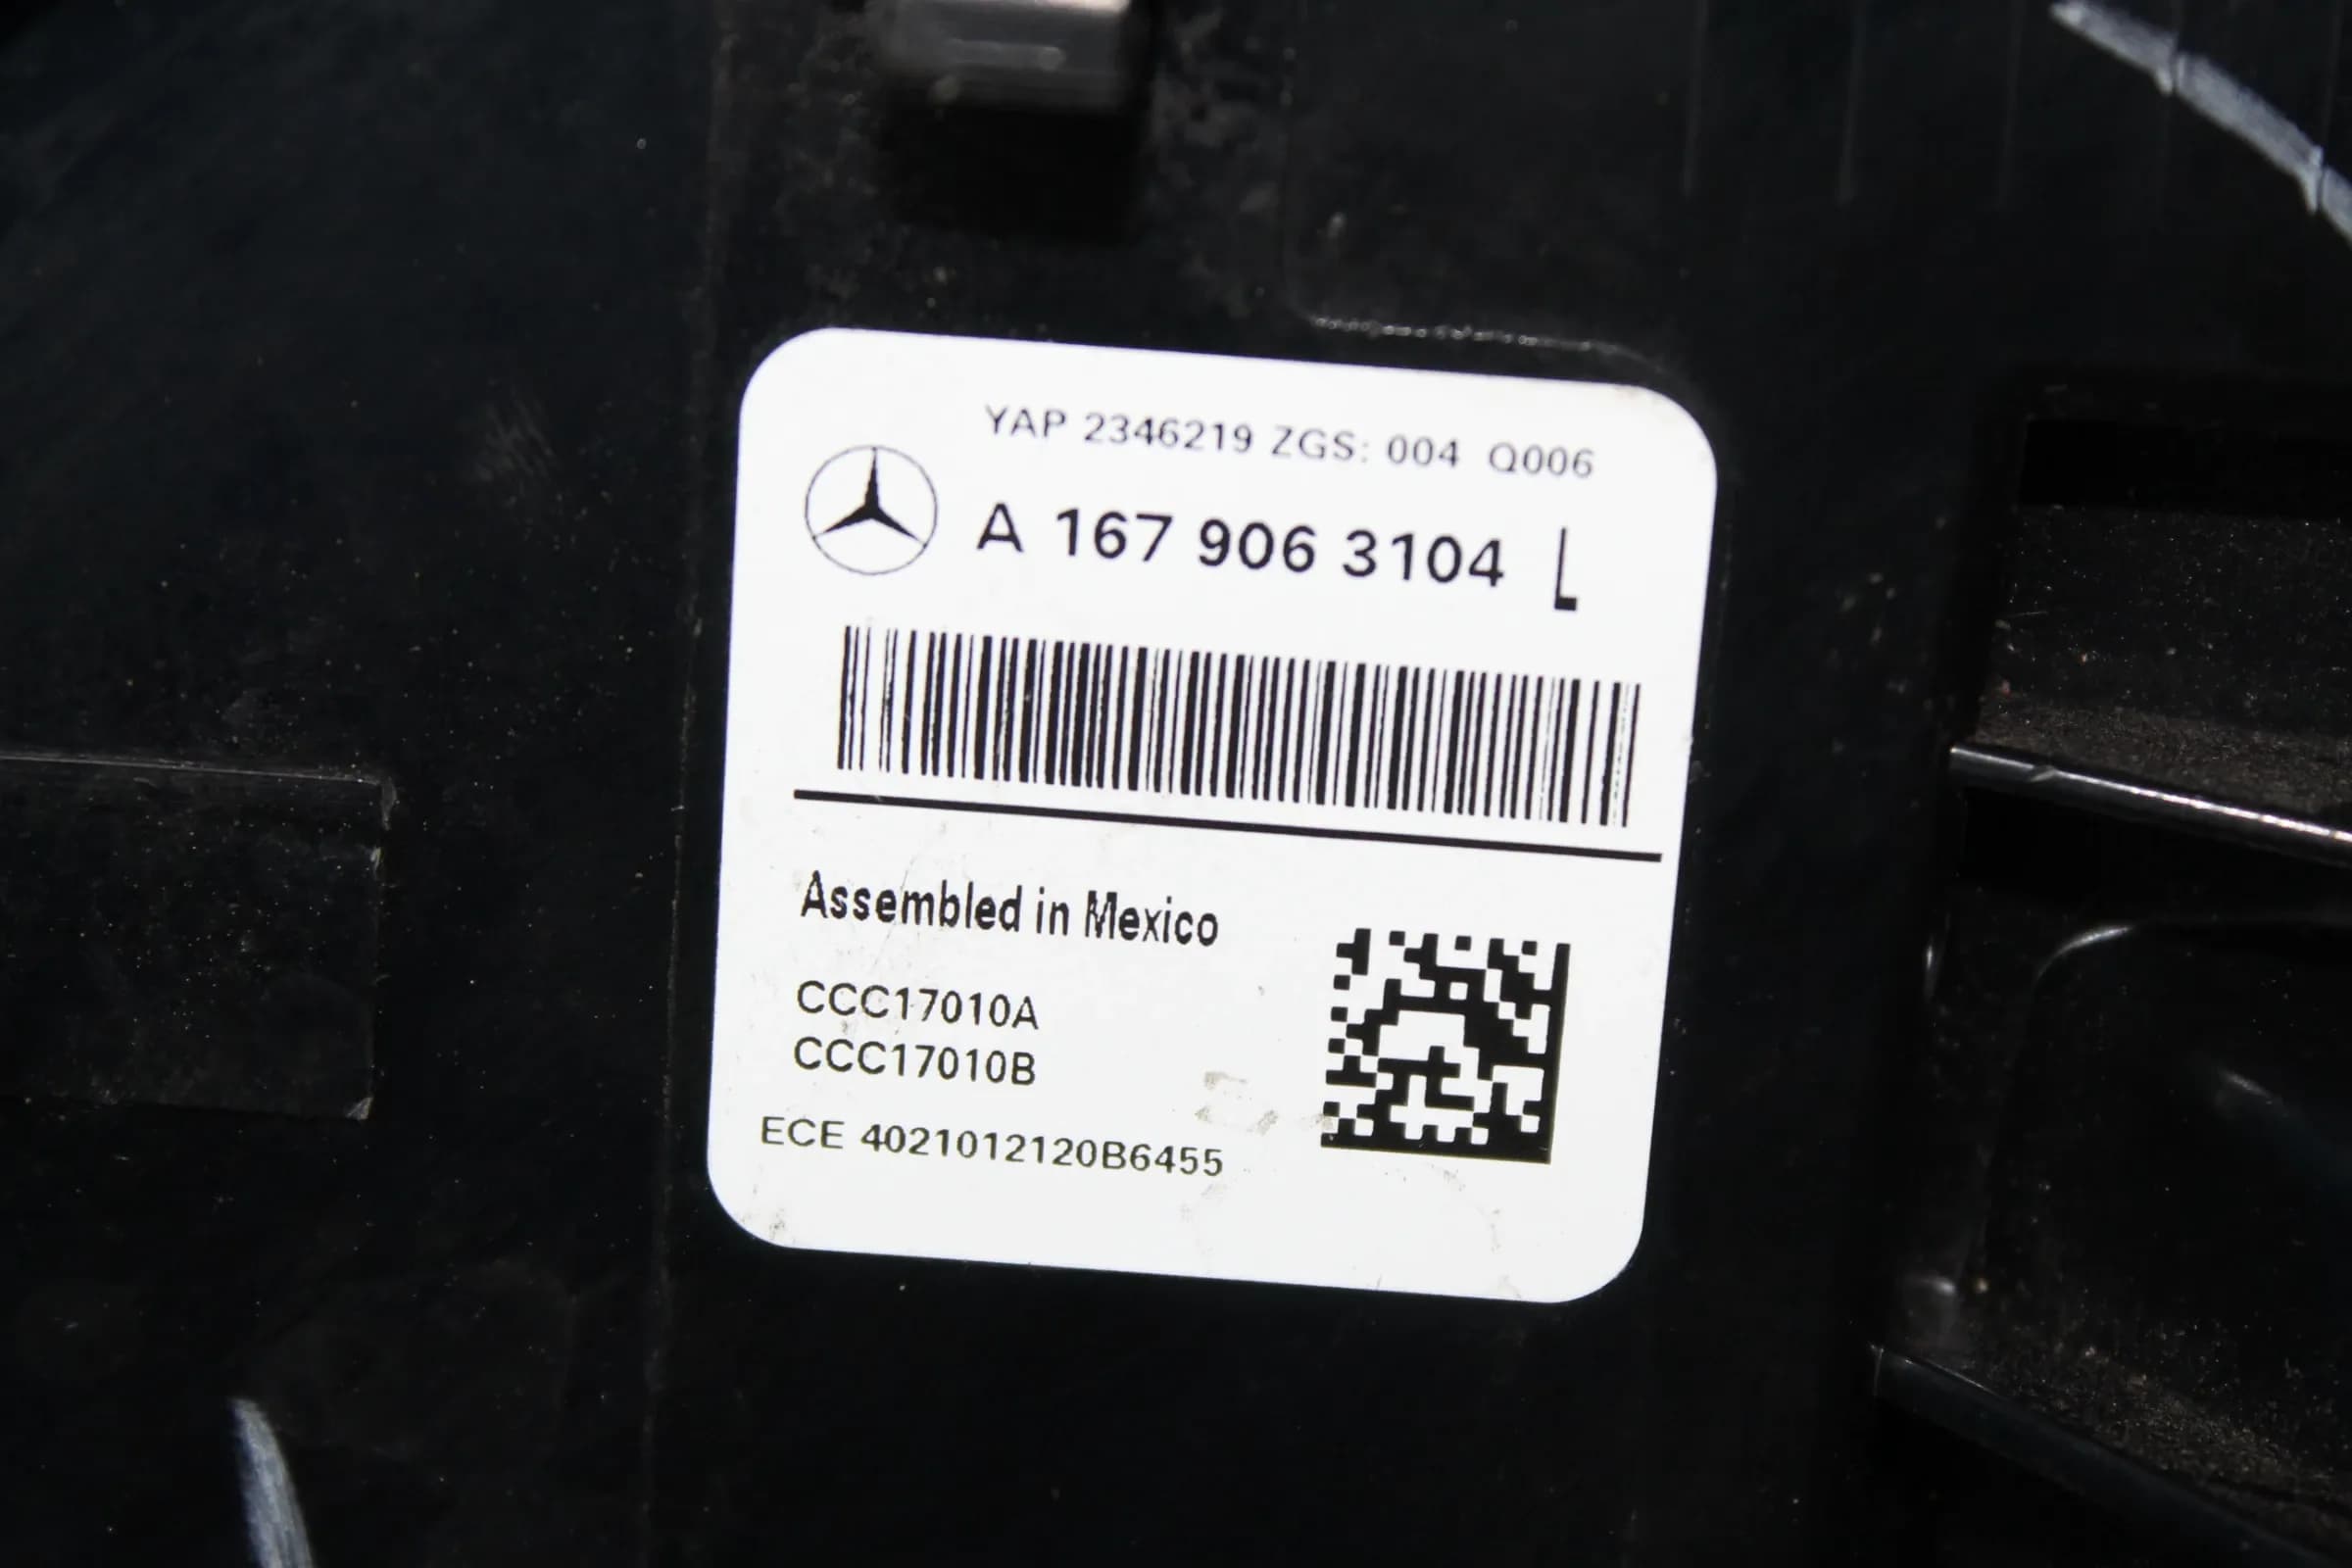 YAP 2346219 ZGS: 004 Q006
A 167 906 3104 L
Assembled in Mexico
CCC17010A
CCC17010B
ECE 4021012120B6455